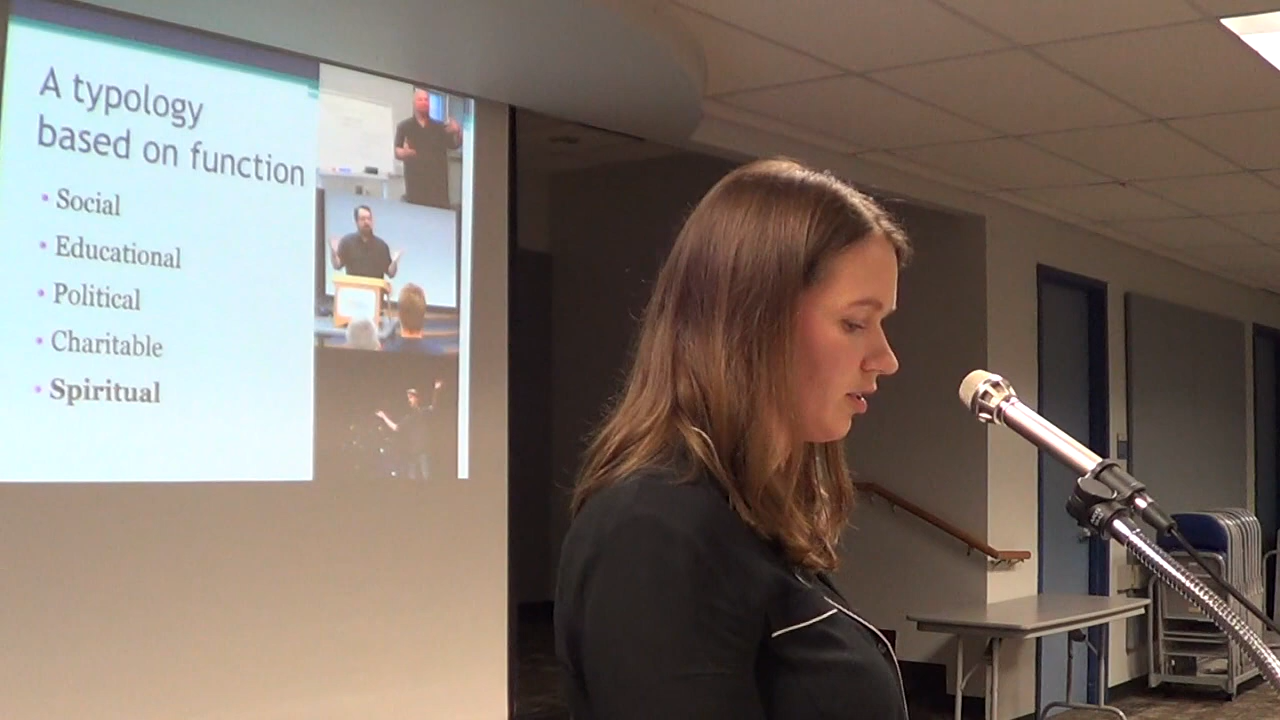 A typology
based on function
• Social
• Educational
• Political
• Charitable
• Spiritual